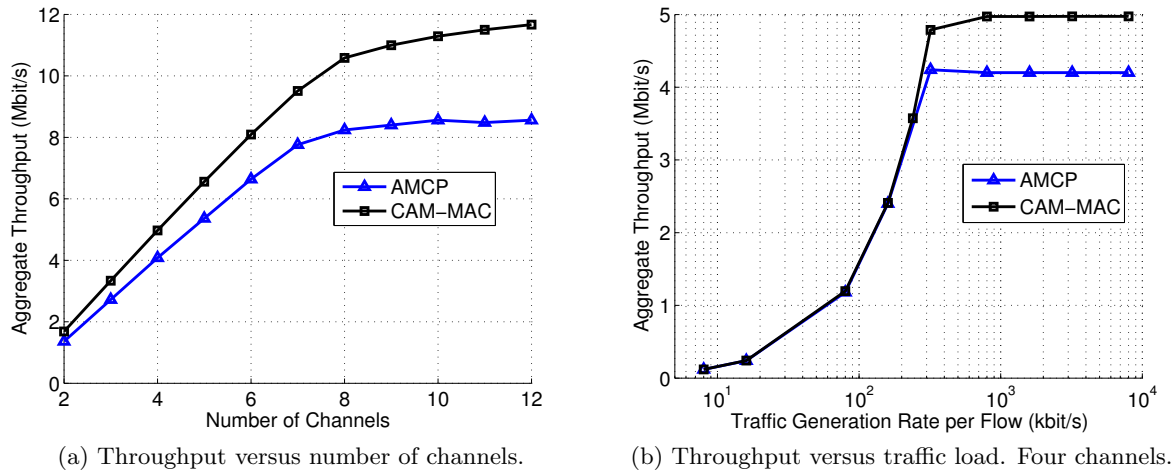 12
10
8
6
4
2
0
2
4
6
8
10
12
Aggregate Throughput (Mbit/s)
Number of Channels
AMCP
CAM−MAC
(a) Throughput versus number of channels.
5
4
3
2
1
0
10^1
10^2
10^3
10^4
Aggregate Throughput (Mbit/s)
Traffic Generation Rate per Flow (kbit/s)
AMCP
CAM−MAC
(b) Throughput versus traffic load. Four channels.